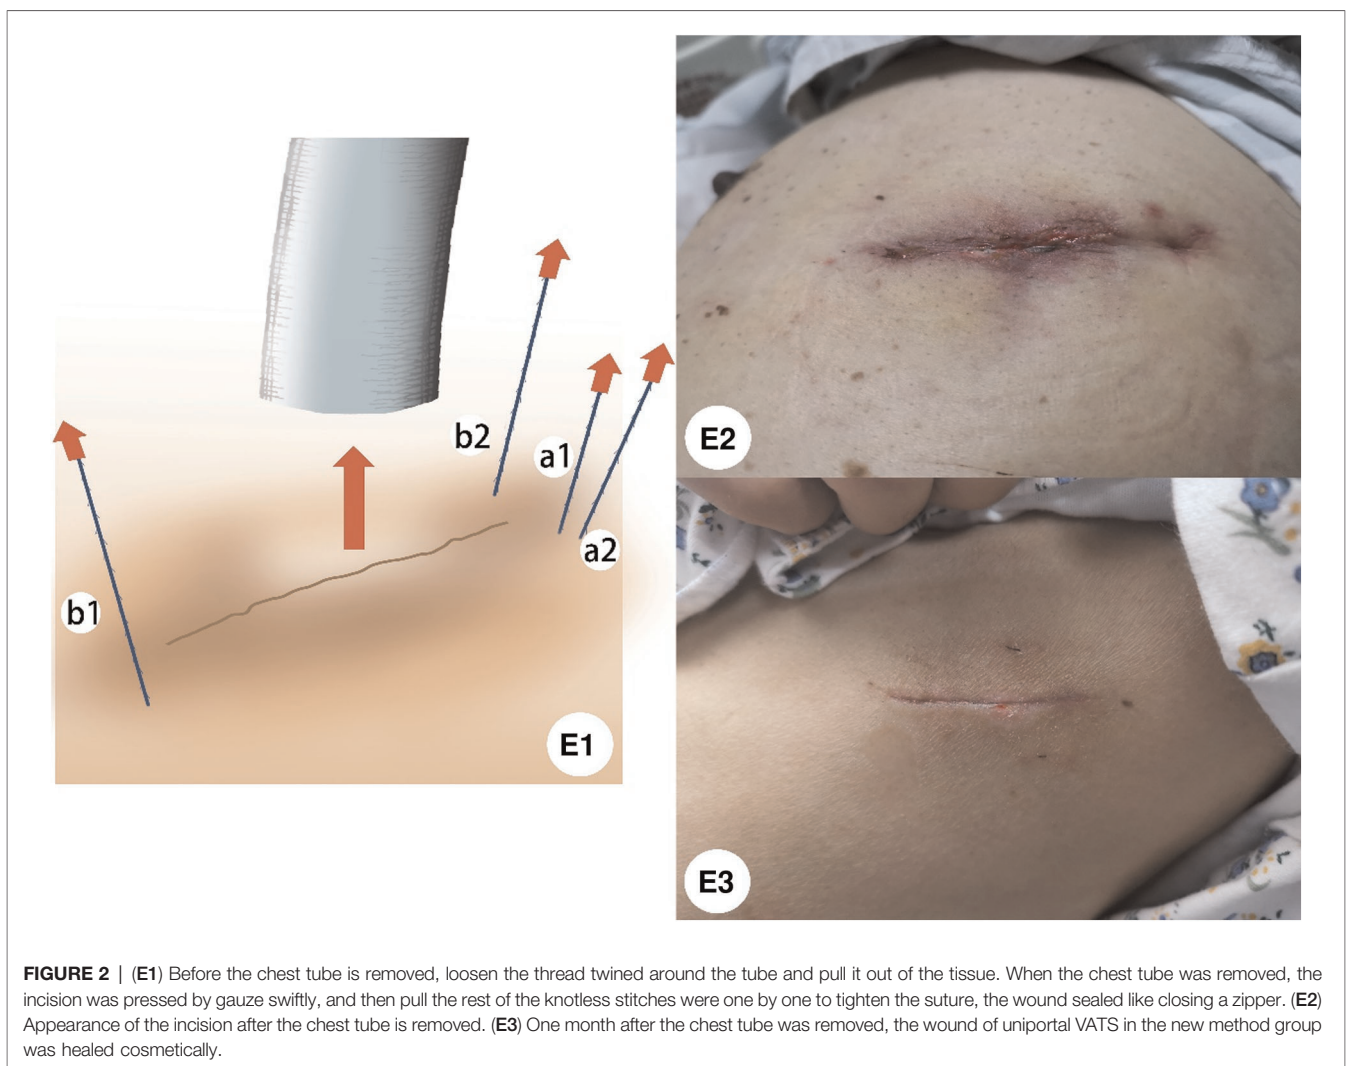 b2
a1
a2
b1
E1
E2
E3
FIGURE 2 | (E1) Before the chest tube is removed, loosen the thread twined around the tube and pull it out of the tissue. When the chest tube was removed, the
incision was pressed by gauze swiftly, and then pull the rest of the knotless stitches were one by one to tighten the suture, the wound sealed like closing a zipper. (E2)
Appearance of the incision after the chest tube is removed. (E3) One month after the chest tube was removed, the wound of uniportal VATS in the new method group
was healed cosmetically.